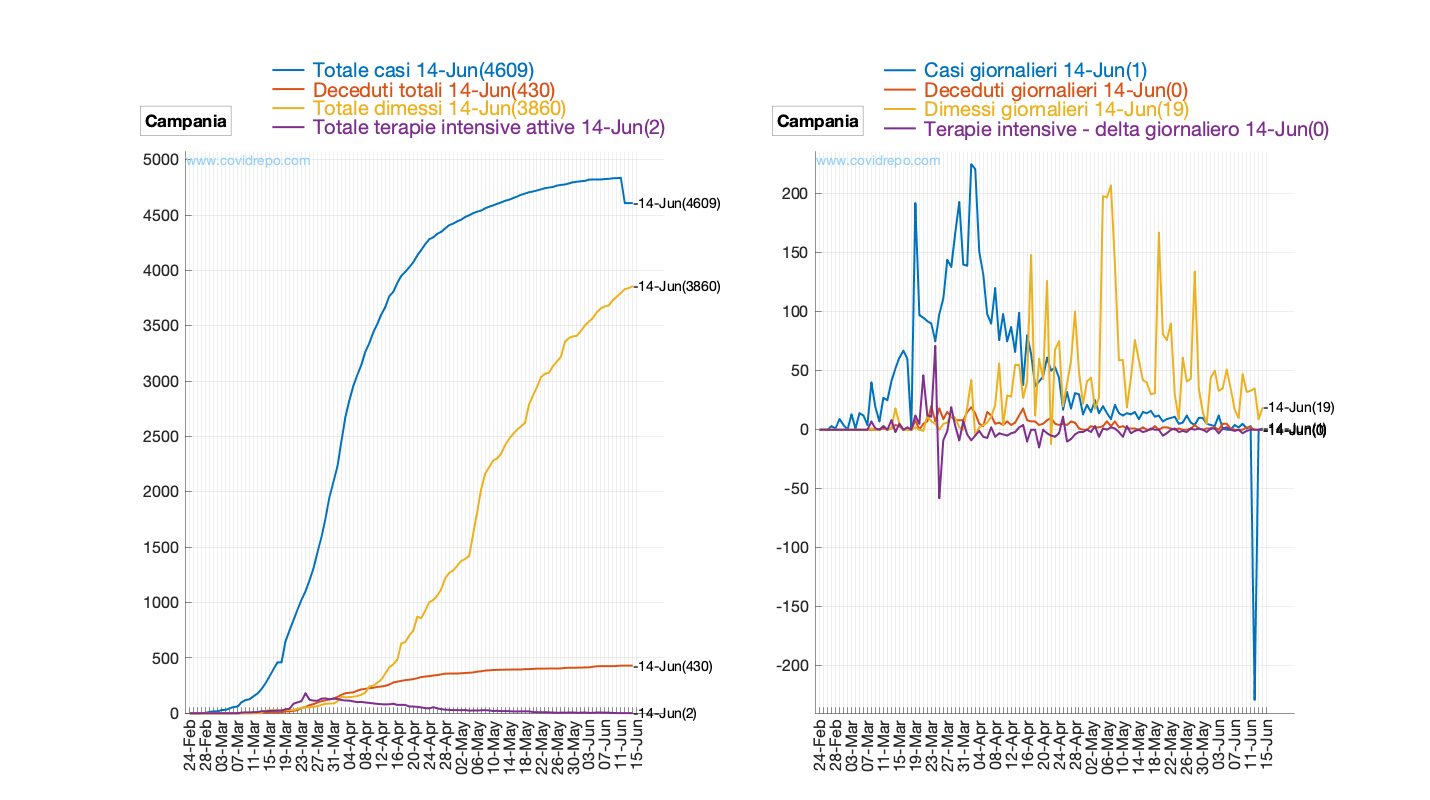 Totale casi 14-Jun(4609)
Deceduti totali 14-Jun(430)
Totale dimessi 14-Jun(3860)
Totale terapie intensive attive 14-Jun(2)
Campania
www.covidrepo.com
5000
4500
4000
3500
3000
2500
2000
1500
1000
500
0
-14-Jun(4609)
-14-Jun(3860)
-14-Jun(430)
-14-Jun(2)
24-Feb
28-Feb
03-Mar
07-Mar
11-Mar
15-Mar
19-Mar
23-Mar
27-Mar
31-Mar
04-Apr
08-Apr
12-Apr
16-Apr
20-Apr
24-Apr
28-Apr
02-May
06-May
10-May
14-May
18-May
22-May
26-May
30-May
03-Jun
07-Jun
11-Jun
15-Jun
Casi giornalieri 14-Jun(1)
Deceduti giornalieri 14-Jun(0)
Dimessi giornalieri 14-Jun(19)
Terapie intensive - delta giornaliero 14-Jun(0)
Campania
www.covidrepo.com
200
150
100
50
0
-50
-100
-150
-200
-14-Jun(19)
24-Feb
28-Feb
03-Mar
07-Mar
11-Mar
15-Mar
19-Mar
23-Mar
27-Mar
31-Mar
04-Apr
08-Apr
12-Apr
16-Apr
20-Apr
24-Apr
28-Apr
02-May
06-May
10-May
14-May
18-May
22-May
26-May
30-May
03-Jun
07-Jun
11-Jun
15-Jun